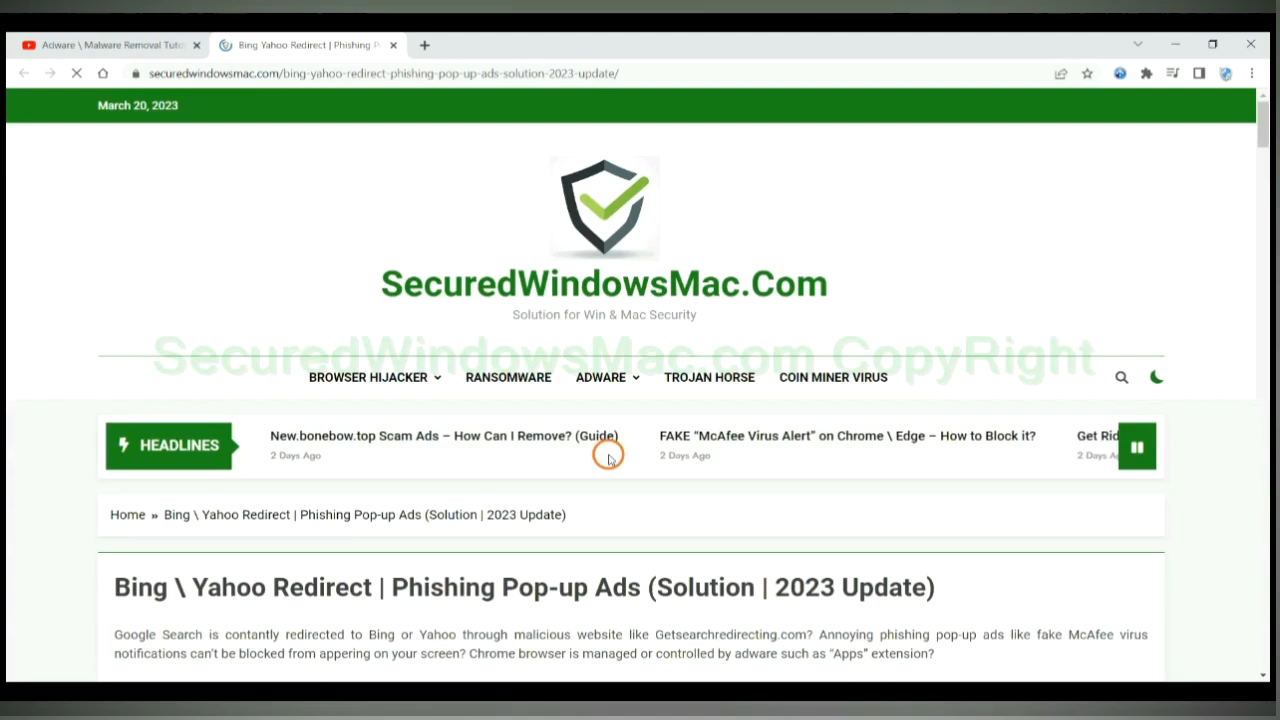 Adware \ Malware Removal Tuto
Bing Yahoo Redirect | Phishing P
securedwindowsmac.com/bing-yahoo-redirect-phishing-pop-up-ads-solution-2023-update/
March 20, 2023
SecuredWindowsMac.Com
Solution for Win & Mac Security
SecuredWindowsMac.com CopyRight
BROWSER HIJACKER RANSOMWARE ADWARE TROJAN HORSE COIN MINER VIRUS
HEADLINES
New.bonebow.top Scam Ads – How Can I Remove? (Guide)
2 Days Ago
FAKE “McAfee Virus Alert” on Chrome \ Edge – How to Block it?
2 Days Ago
Get Rid
2 Days A
Home » Bing \ Yahoo Redirect | Phishing Pop-up Ads (Solution | 2023 Update)
Bing \ Yahoo Redirect | Phishing Pop-up Ads (Solution | 2023 Update)
Google Search is contantly redirected to Bing or Yahoo through malicious website like Getsearchredirecting.com? Annoying phishing pop-up ads like fake McAfee virus
notifications can’t be blocked from appering on your screen? Chrome browser is managed or controlled by adware such as “Apps” extension?